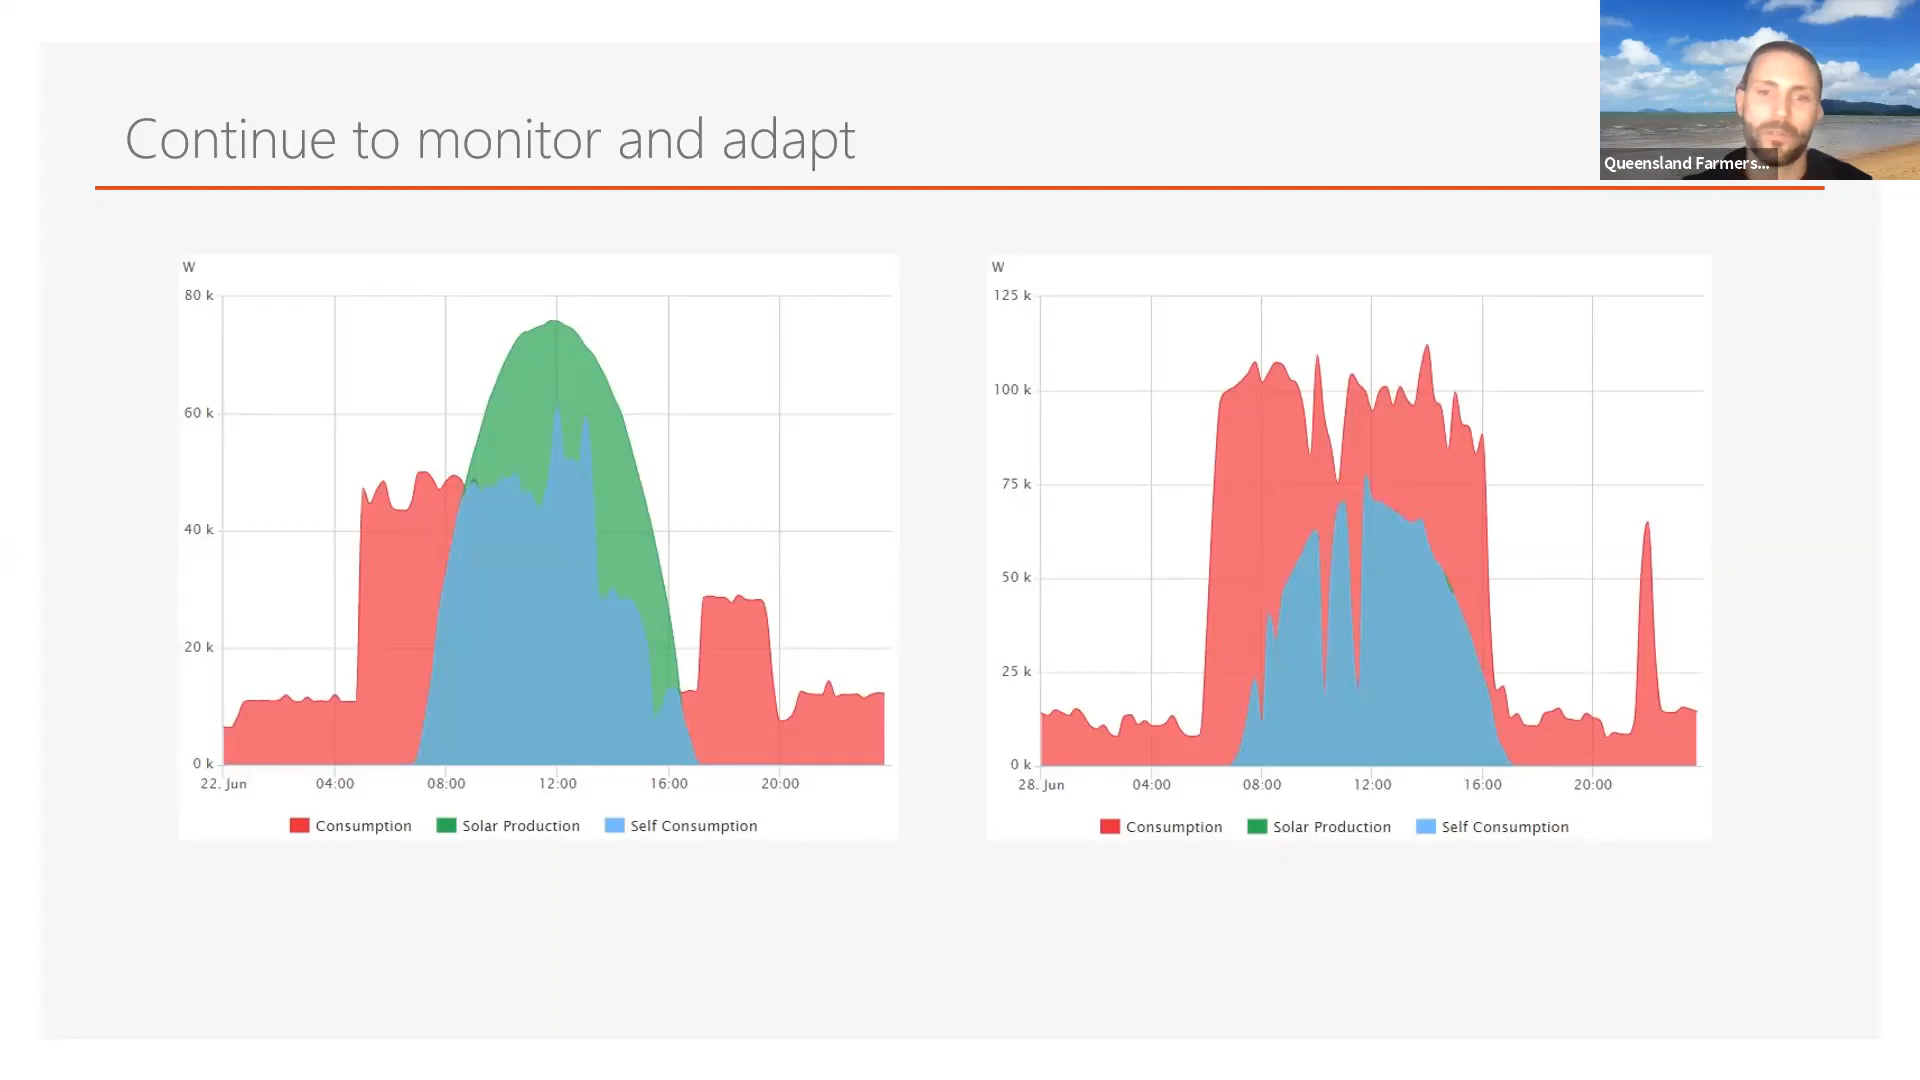 Continue to monitor and adapt
Queensland Farmers...
W
80 k
60 k
40 k
20 k
0 k
22. Jun 04:00 08:00 12:00 16:00 20:00
Consumption Solar Production Self Consumption
W
125 k
100 k
75 k
50 k
25 k
0 k
28. Jun 04:00 08:00 12:00 16:00 20:00
Consumption Solar Production Self Consumption